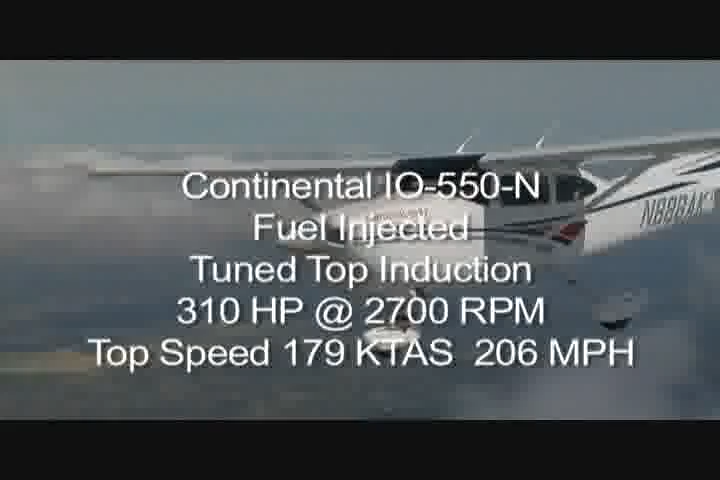 Continental IO-550-N
Fuel Injected
Tuned Top Induction
310 HP @ 2700 RPM
Top Speed 179 KTAS  206 MPH